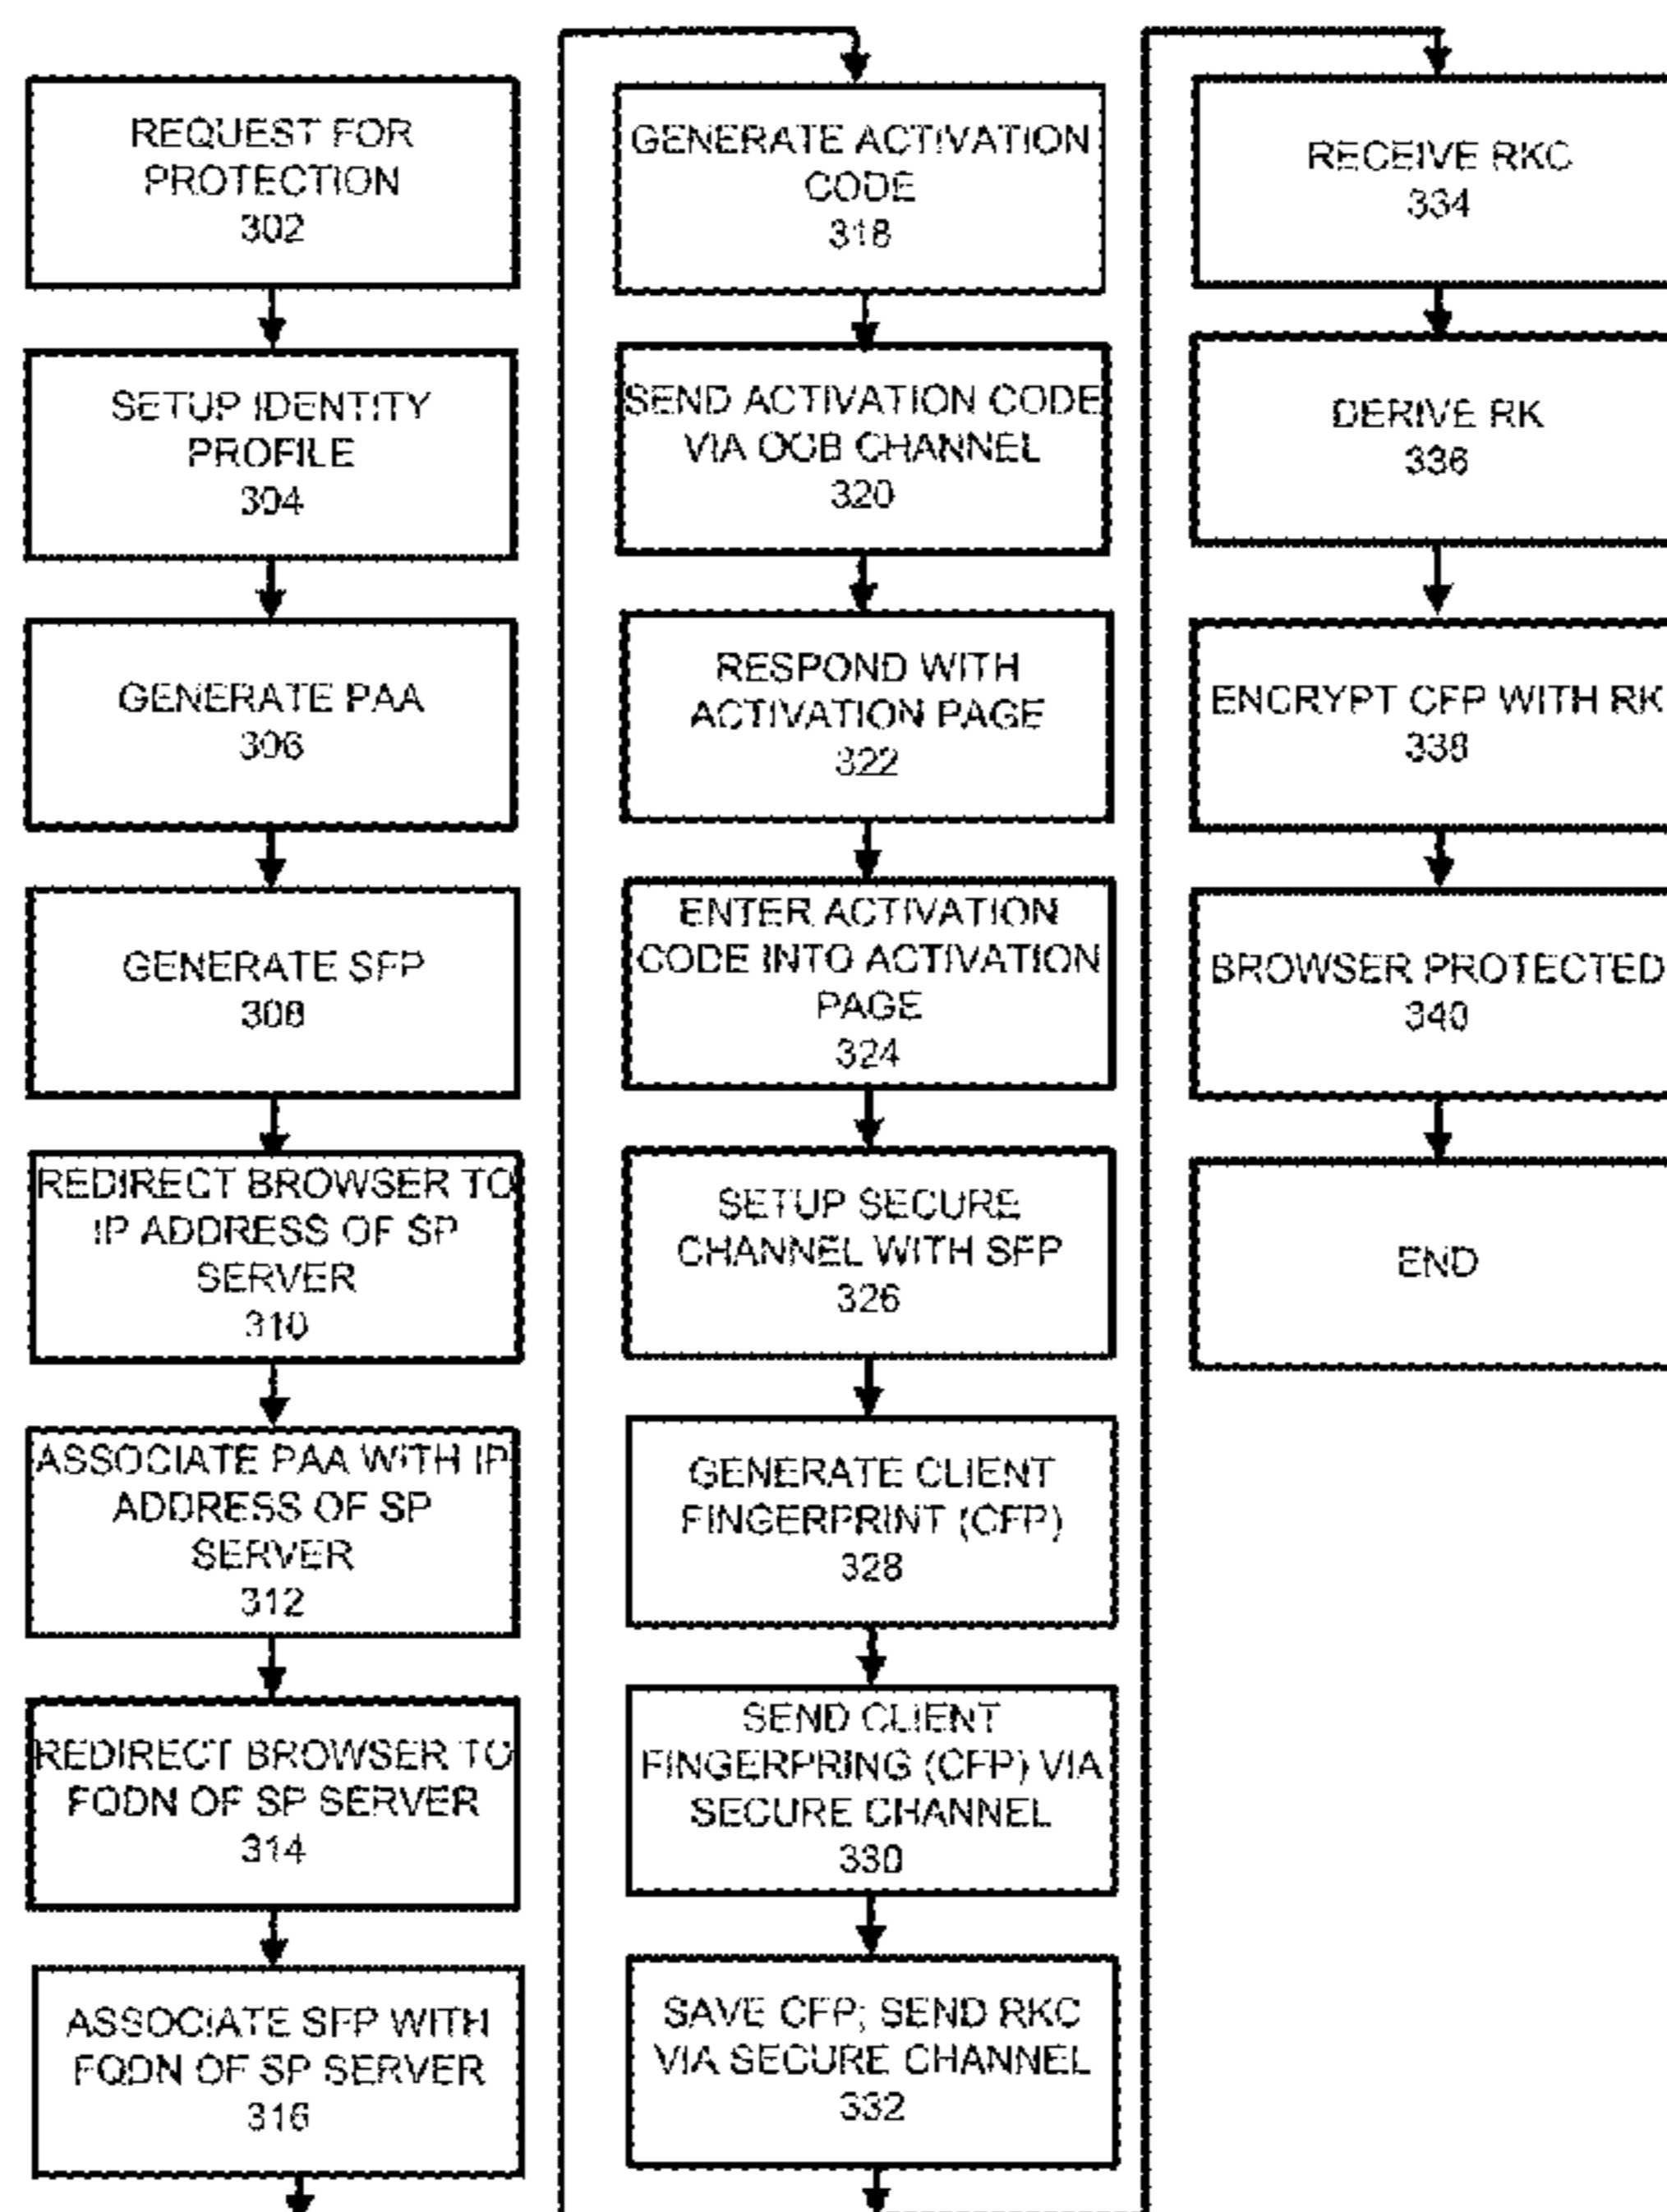 REQUEST FOR
PROTECTION
302
SETUP IDENTITY
PROFILE
304
GENERATE PAA
306
GENERATE SFP
308
REDIRECT BROWSER TO
IP ADDRESS OF SP
SERVER
310
ASSOCIATE PAA WITH IP
ADDRESS OF SP
SERVER
312
REDIRECT BROWSER TO
FQDN OF SP SERVER
314
ASSOCIATE SFP WITH
FQDN OF SP SERVER
316
GENERATE ACTIVATION
CODE
318
SEND ACTIVATION CODE
VIA OOB CHANNEL
320
RESPOND WITH
ACTIVATION PAGE
322
ENTER ACTIVATION
CODE INTO ACTIVATION
PAGE
324
SETUP SECURE
CHANNEL WITH SFP
326
GENERATE CLIENT
FINGERPRINT (CFP)
328
SEND CLIENT
FINGERPRING (CFP) VIA
SECURE CHANNEL
330
SAVE CFP; SEND RKC
VIA SECURE CHANNEL
332
RECEIVE RKC
334
DERIVE RK
336
ENCRYPT CFP WITH RK
338
BROWSER PROTECTED
340
END